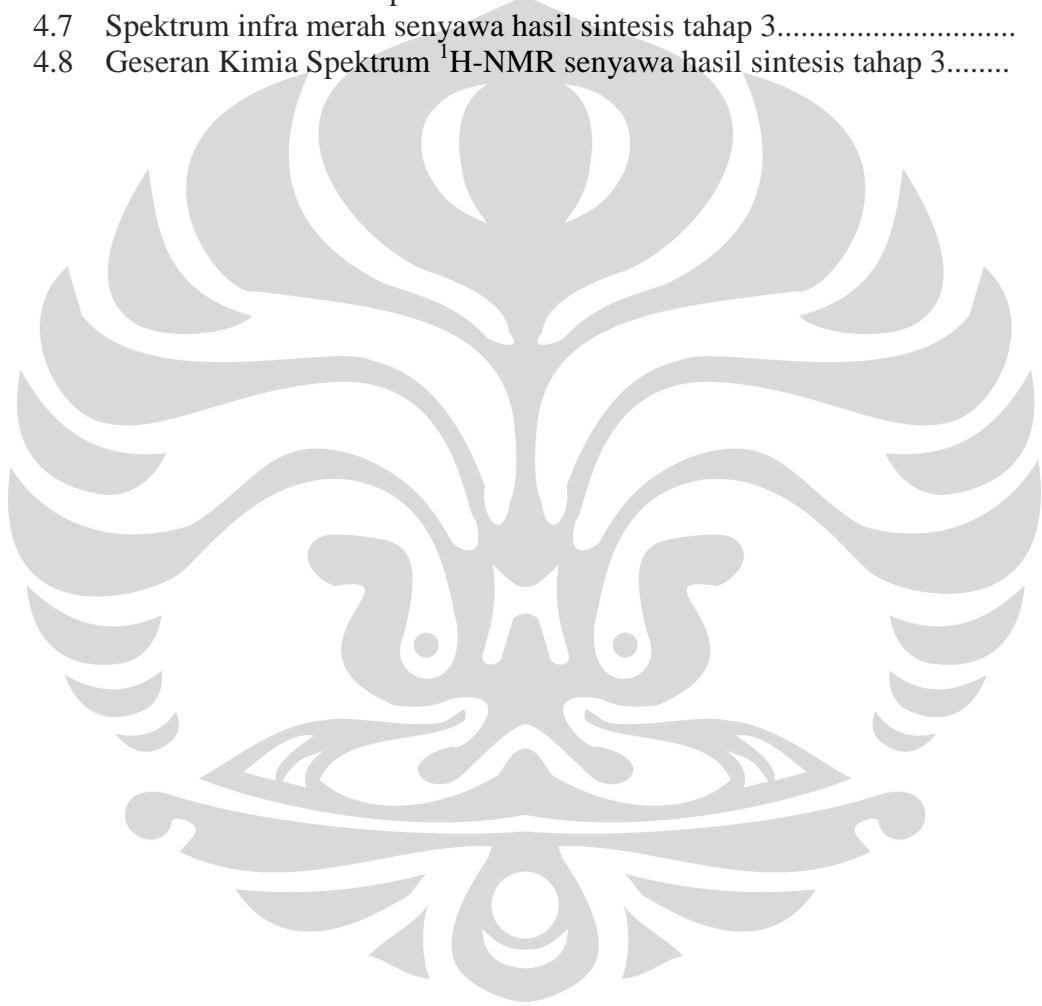 4.7 Spektrum infra merah senyawa hasil sintesis tahap 3..............................
4.8 Geseran Kimia Spektrum ¹H-NMR senyawa hasil sintesis tahap 3........